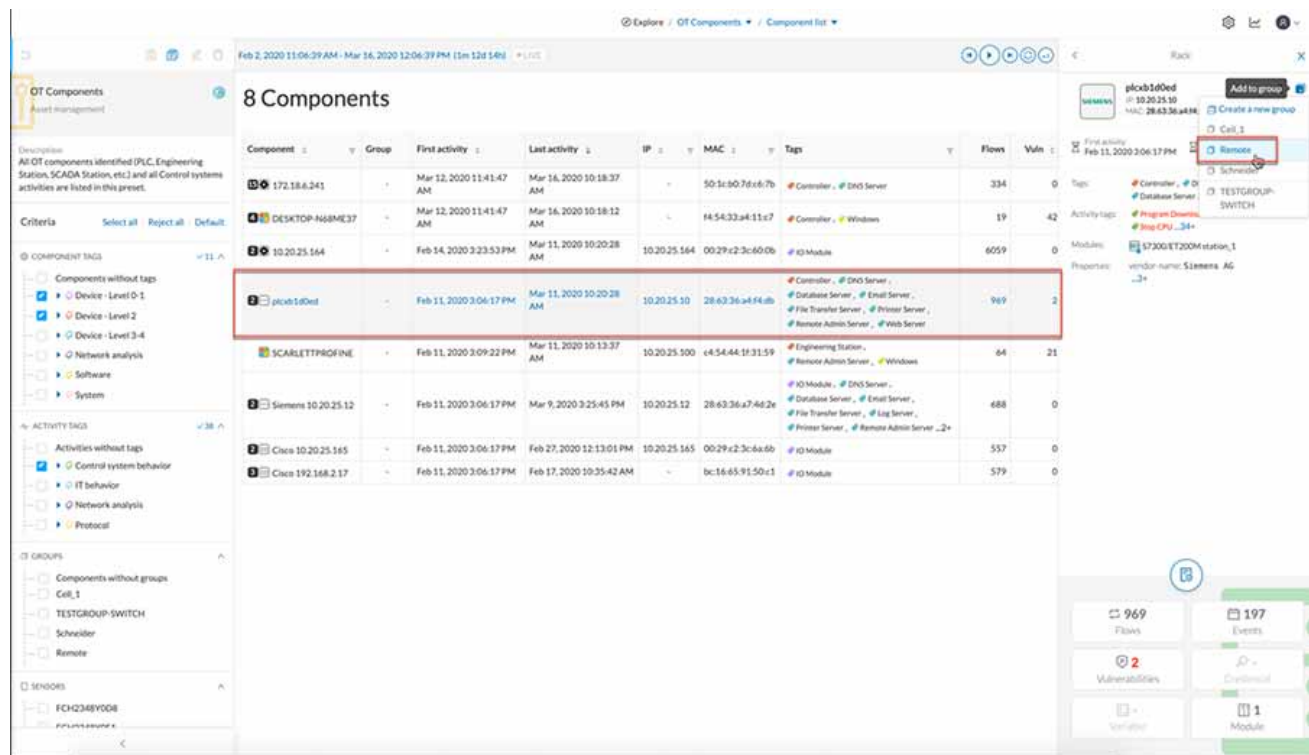 Explore / OT Components / Component list
Feb 2, 2020 11:06:39 AM - Mar 16, 2020 12:06:39 PM (1m 12d 14h) LIVE
OT Components
Asset management
Description
All OT components identified (PLC, Engineering
Station, SCADA Station, etc.) and all Control systems
activities are listed in this preset.
Criteria Select all Reject all Default
COMPONENT TAGS 11
Components without tags
Device - Level 0-1
Device - Level 2
Device - Level 3-4
Network analysis
Software
System
ACTIVITY TAGS 38
Activities without tags
Control system behavior
IT behavior
Network analysis
Protocol
GROUPS
Components without groups
Cell_1
TESTGROUP-SWITCH
Schneider
Remote
SENSORS
FCH2348Y0D8
8 Components
Component Group First activity Last activity IP MAC Tags Flows Vuln
172.18.6.241 - Mar 12, 2020 11:41:47 AM Mar 16, 2020 10:18:37 AM - 50:1c:b0:7d:c6:7b Controller, DNS Server 334 0
DESKTOP-N68ME37 - Mar 12, 2020 11:41:47 AM Mar 16, 2020 10:18:12 AM - f4:54:33:a4:11:c7 Controller, Windows 19 42
10.20.25.164 - Feb 14, 2020 3:23:53 PM Mar 11, 2020 10:20:28 AM 10.20.25.164 00:29:c2:3c:60:0b IO Module 6059 0
2 plcxb1d0ed - Feb 11, 2020 3:06:17 PM Mar 11, 2020 10:20:28 AM 10.20.25.10 28:63:36:a4:f4:db Controller, DNS Server, Database Server, Email Server, File Transfer Server, Printer Server, Remote Admin Server, Web Server 969 2
SCARLETTPROFINE - Feb 11, 2020 3:09:22 PM Mar 11, 2020 10:13:37 AM 10.20.25.100 c4:54:44:1f:31:59 Engineering Station, Remote Admin Server, Windows 64 21
2 Siemens 10.20.25.12 - Feb 11, 2020 3:06:17 PM Mar 9, 2020 3:25:45 PM 10.20.25.12 28:63:36:a7:4d:2e IO Module, DNS Server, Database Server, Email Server, File Transfer Server, Log Server, Printer Server, Remote Admin Server ...2+ 688 0
Cisco 10.20.25.165 - Feb 11, 2020 3:06:17 PM Feb 27, 2020 12:13:01 PM 10.20.25.165 00:29:c2:3c:6a:6b IO Module 557 0
Cisco 192.168.2.17 - Feb 11, 2020 3:06:17 PM Feb 17, 2020 10:35:42 AM - bc:16:65:91:50:c1 IO Module 579 0
Rack
SIEMENS
plcxb1d0ed
IP: 10.20.25.10
MAC: 28:63:36:a4:f4:
Add to group
Create a new group
Cell_1
Remote
Schneider
TESTGROUP-
SWITCH
First activity
Feb 11, 2020 3:06:17 PM
Tags: Controller,
Database Server,
Activity tags: Program Download
Stop CPU ...34+
Modules: S7300/ET200M station_1
Properties: vendor-name: Siemens AG
...3+
969
Flows
197
Events
2
Vulnerabilities
-
Credential
-
Variable
1
Module